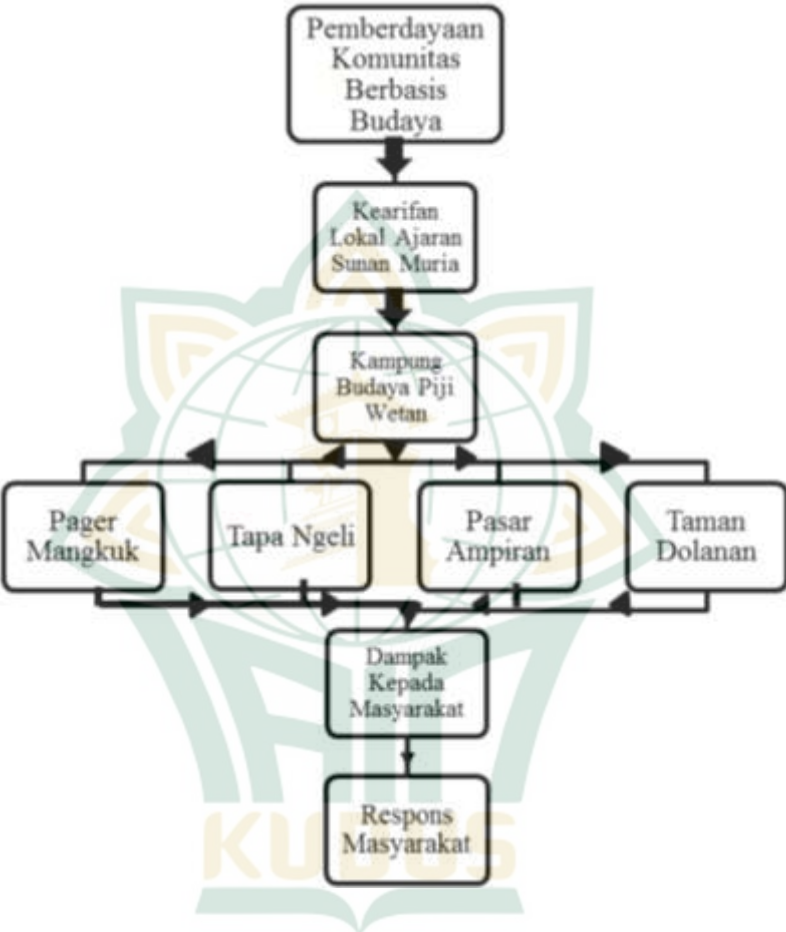 Pemberdayaan
Komunitas
Berbasis
Budaya
Kearifan
Lokal Ajaran
Sunan Muria
Kampung
Budaya Piji
Wetan
Pager
Mangkuk
Tapa Ngeli
Pasar
Ampiran
Taman
Dolanan
Dampak
Kepada
Masyarakat
Respons
Masyarakat
KUDUS